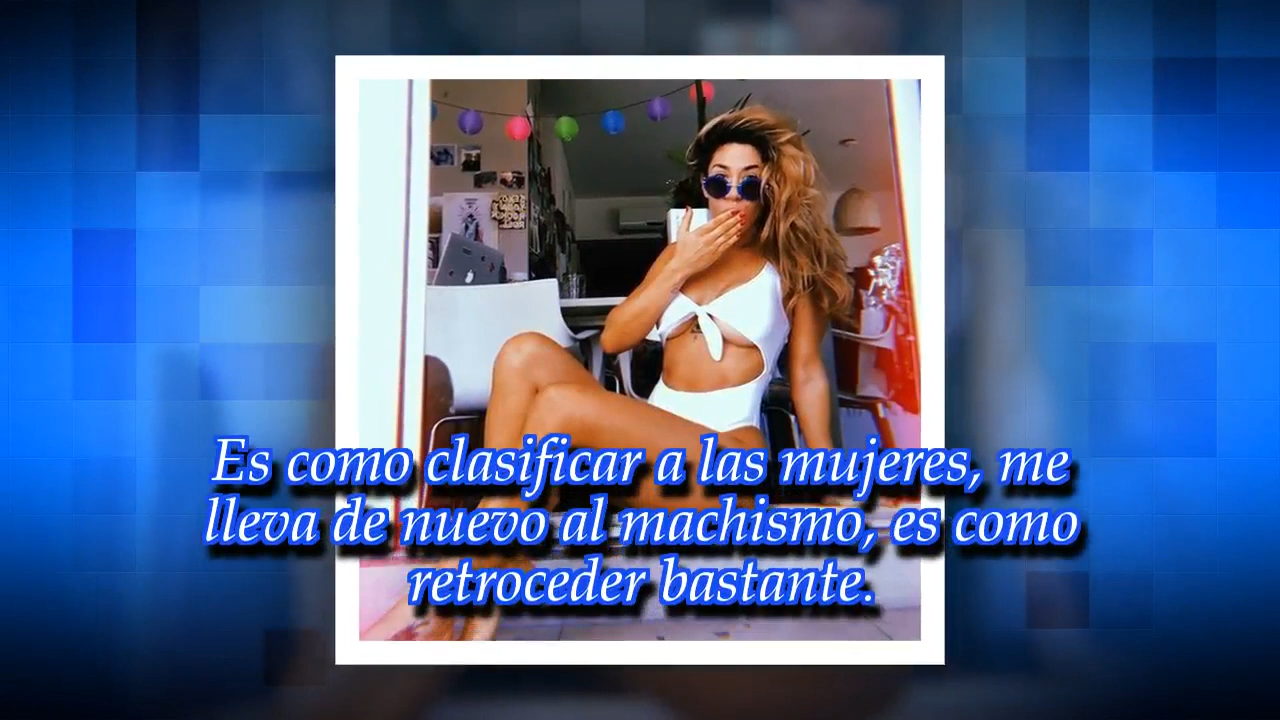 Es como clasificar a las mujeres, me
lleva de nuevo al machismo, es como
retroceder bastante.